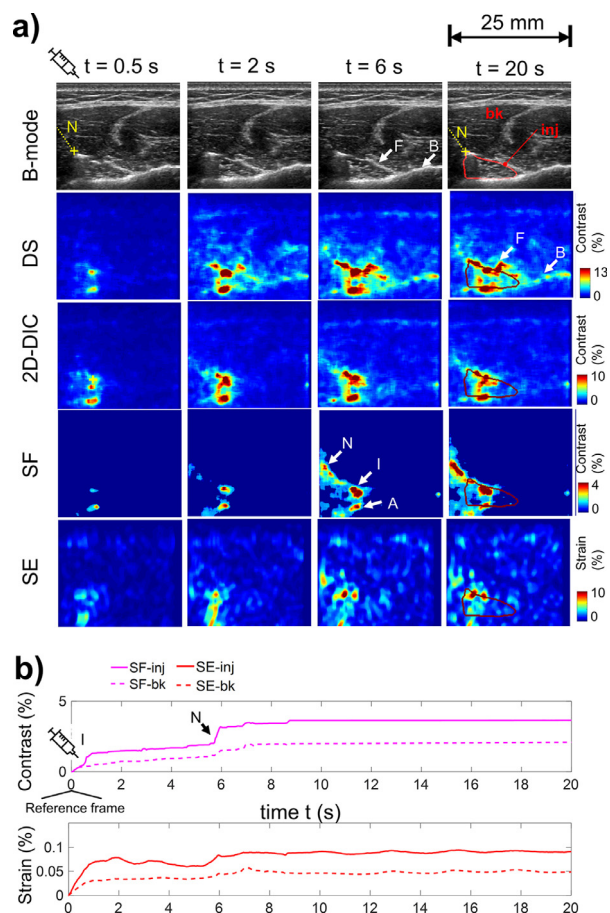 a)
25 mm
t = 0.5 s
t = 2 s
t = 6 s
t = 20 s
B-mode
N
F
B
N
bk
inj
DS
F
B
Contrast
(%)
13
0
2D-DIC
Contrast
(%)
10
0
SF
N
I
A
Contrast
(%)
4
0
SE
Strain
(%)
10
0
b)
SF-inj
SE-inj
SF-bk
SE-bk
Contrast (%)
5
0
I
N
0 2 4 6 8 10 12 14 16 18 20
Reference frame
time t (s)
Strain (%)
0.1
0.05
0
0 2 4 6 8 10 12 14 16 18 20